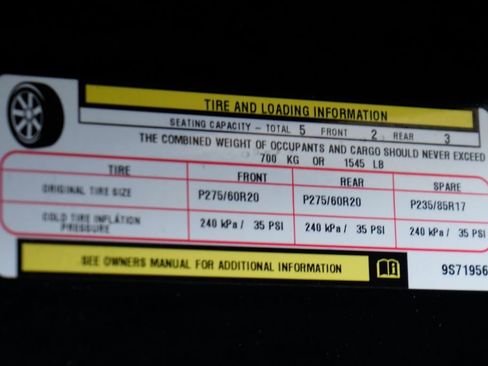 TIRE AND LOADING INFORMATION
SEATING CAPACITY – TOTAL 5 FRONT 2 REAR 3
THE COMBINED WEIGHT OF OCCUPANTS AND CARGO SHOULD NEVER EXCEED
700 KG OR 1545 LB
TIRE FRONT REAR SPARE
ORIGINAL TIRE SIZE P275/60R20 P275/60R20 P235/85R17
COLD TIRE INFLATION PRESSURE 240 kPa / 35 PSI 240 kPa / 35 PSI 240 kPa / 35 PSI
SEE OWNERS MANUAL FOR ADDITIONAL INFORMATION
9S71956